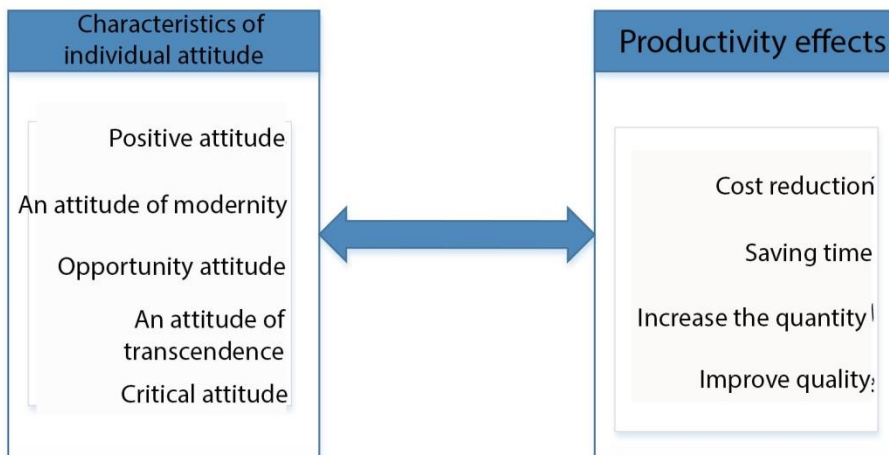 Characteristics of
individual attitude
Positive attitude
An attitude of modernity
Opportunity attitude
An attitude of
transcendence
Critical attitude
Productivity effects
Cost reduction
Saving time
Increase the quantity
Improve quality